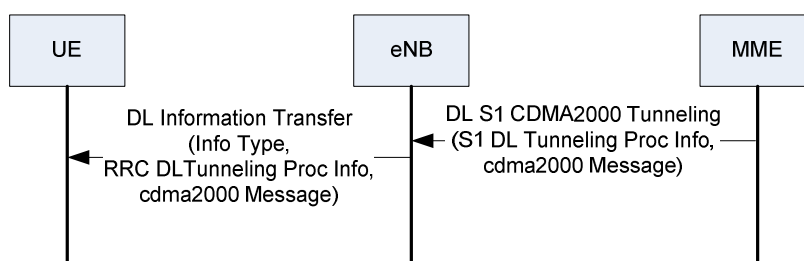 UE
eNB
MME
DL Information Transfer
(Info Type,
RRC DLTunneling Proc Info,
cdma2000 Message)
DL S1 CDMA2000 Tunneling
(S1 DL Tunneling Proc Info,
cdma2000 Message)